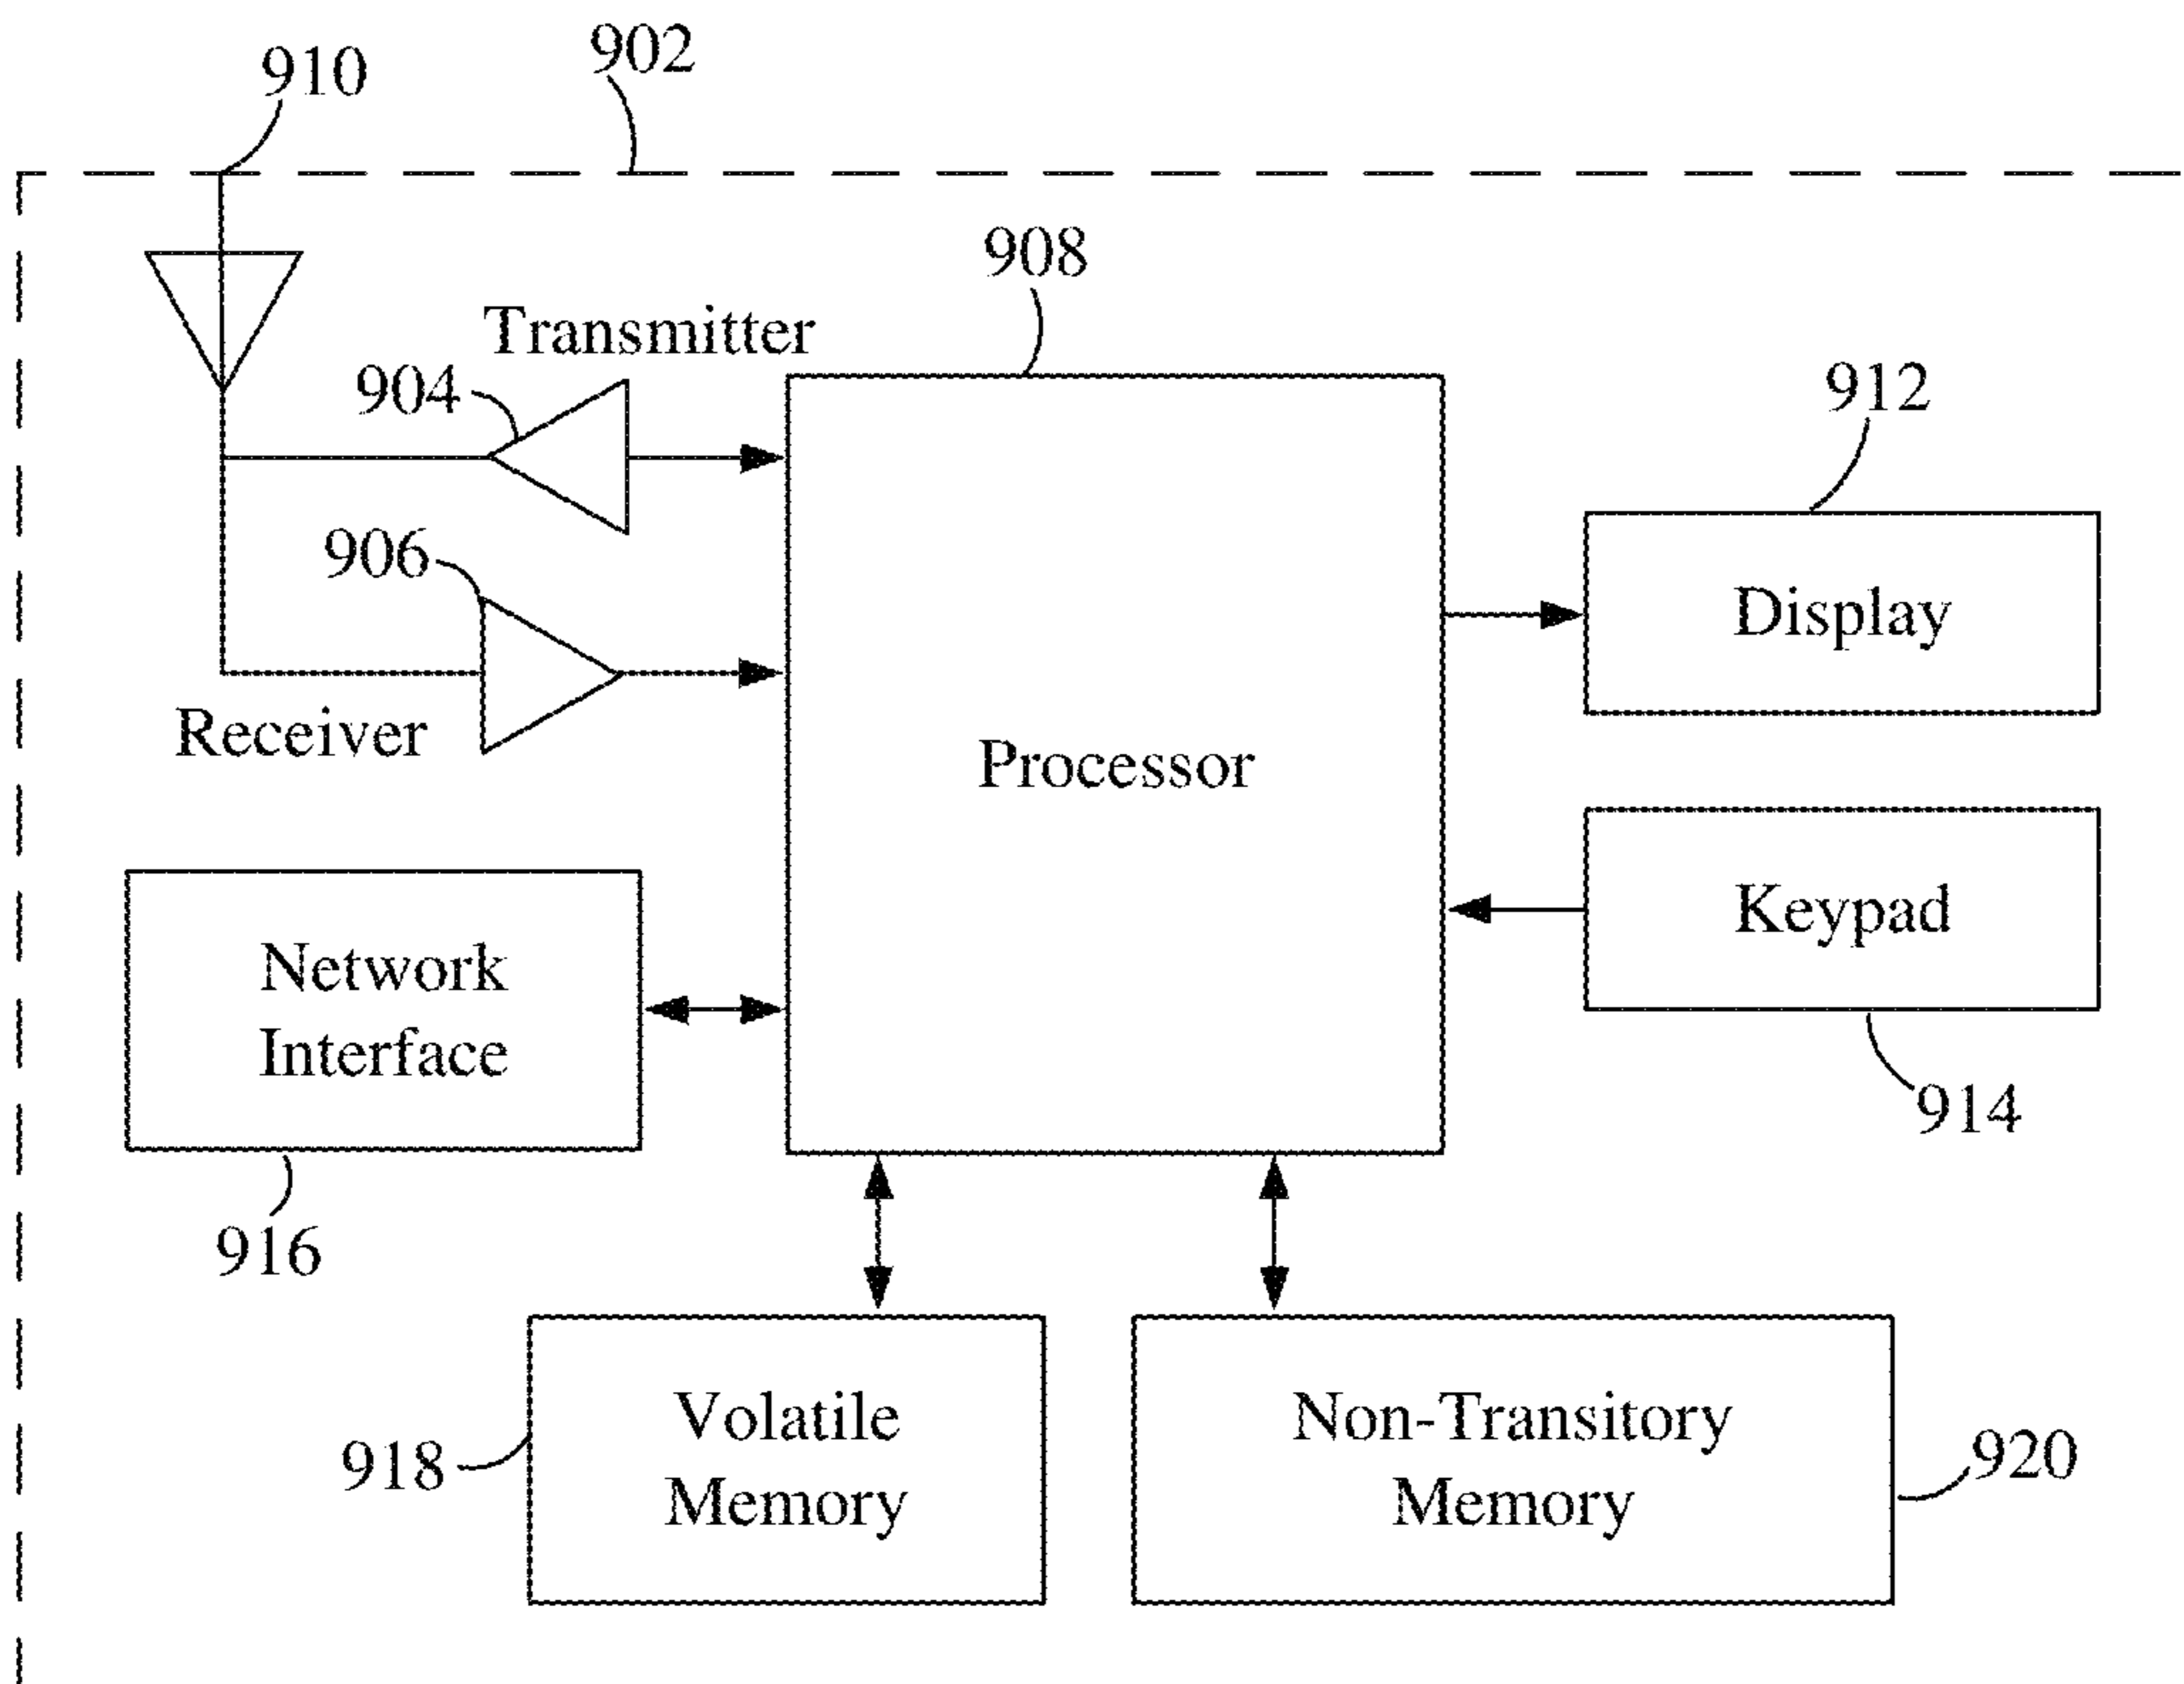 902
910
908
Transmitter
904
912
906
Display
Receiver
Processor
Keypad
Network
Interface
914
916
Volatile
Memory
Non-Transitory
Memory
918
920